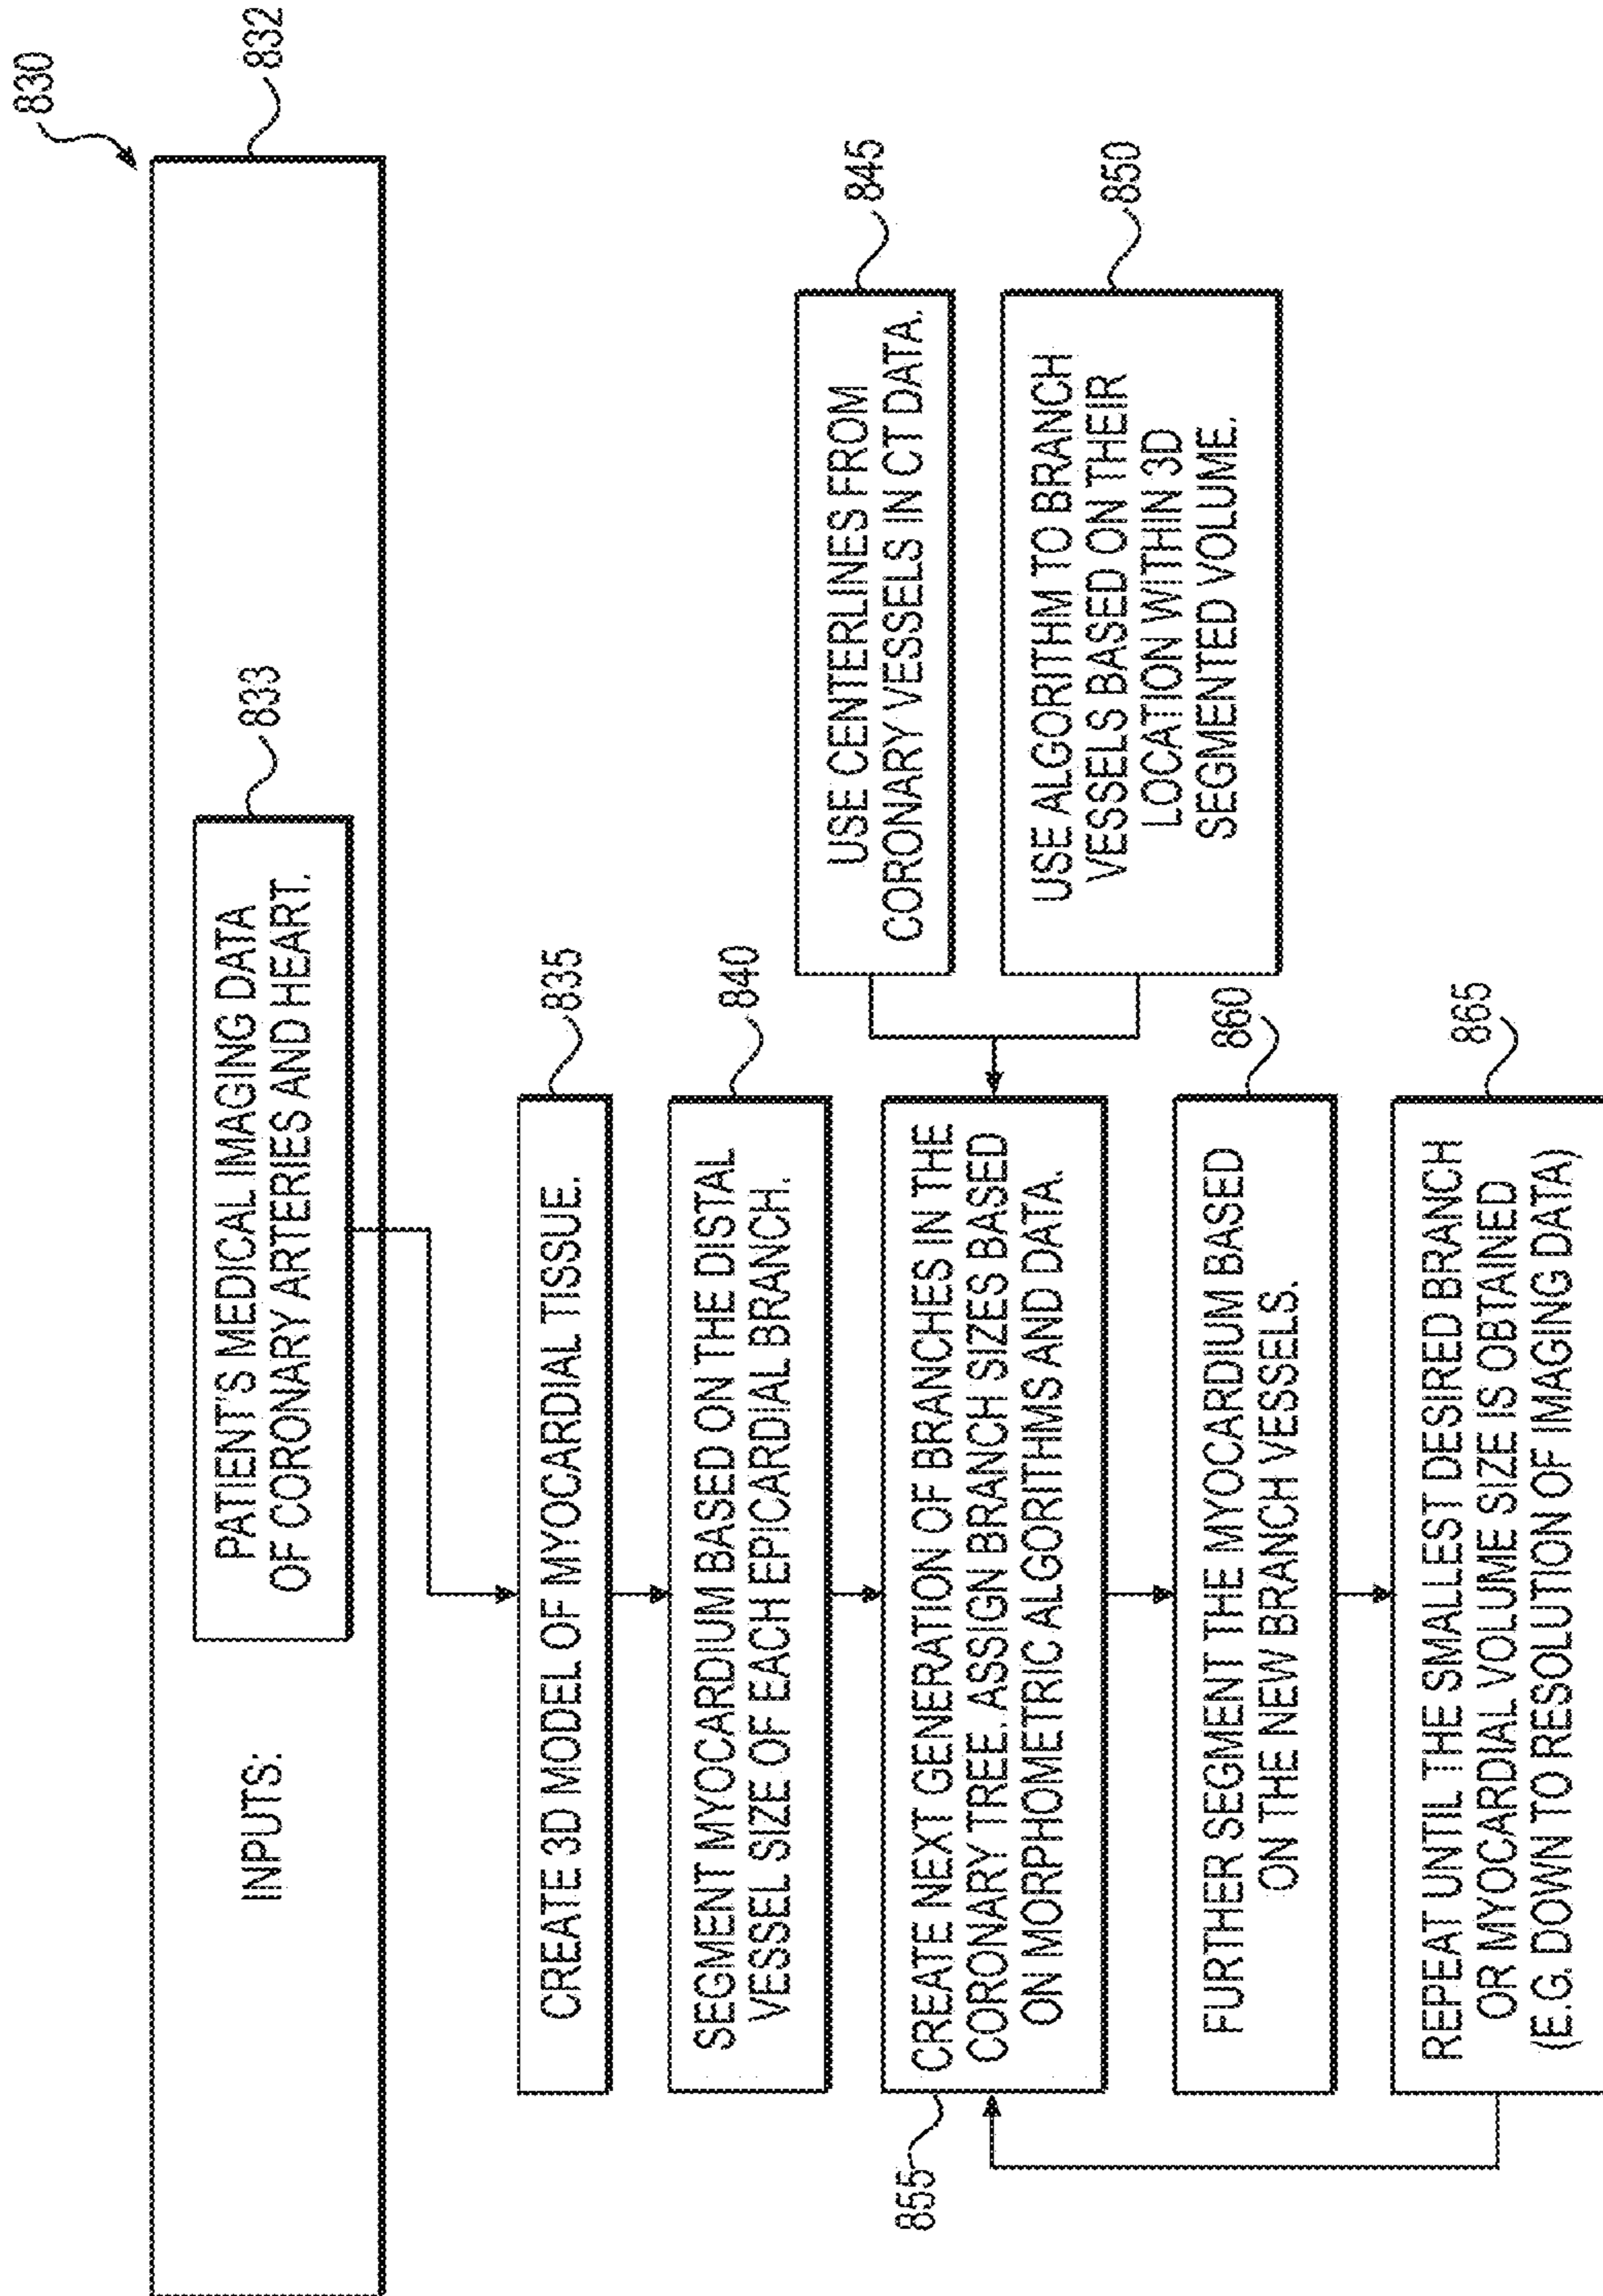 830
832
INPUTS:
833
PATIENT'S MEDICAL IMAGING DATA
OF CORONARY ARTERIES AND HEART.
835
CREATE 3D MODEL OF MYOCARDIAL TISSUE.
840
SEGMENT MYOCARDIUM BASED ON THE DISTAL
VESSEL SIZE OF EACH EPICARDIAL BRANCH.
845
USE CENTERLINES FROM
CORONARY VESSELS IN CT DATA.
850
USE ALGORITHM TO BRANCH
VESSELS BASED ON THEIR
LOCATION WITHIN 3D
SEGMENTED VOLUME.
855
CREATE NEXT GENERATION OF BRANCHES IN THE
CORONARY TREE. ASSIGN BRANCH SIZES BASED
ON MORPHOMETRIC ALGORITHMS AND DATA.
860
FURTHER SEGMENT THE MYOCARDIUM BASED
ON THE NEW BRANCH VESSELS.
865
REPEAT UNTIL THE SMALLEST DESIRED BRANCH
OR MYOCARDIAL VOLUME SIZE IS OBTAINED
(E.G. DOWN TO RESOLUTION OF IMAGING DATA)